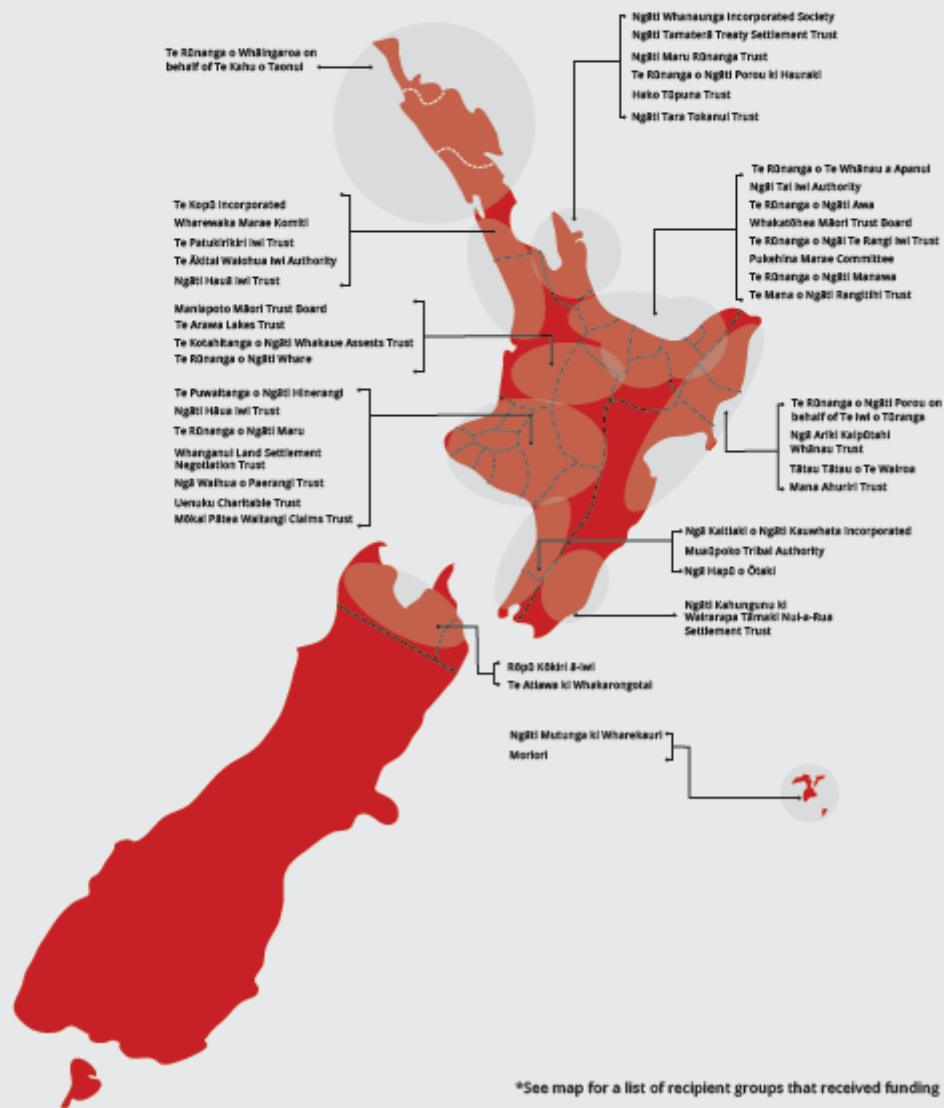 Te Rūnanga o Whāingaroa on
behalf of Te Kahu o Taonui
Ngāti Whanaunga Incorporated Society
Ngāti Tamaterā Treaty Settlement Trust
Ngāti Maru Rūnanga Trust
Te Rūnanga o Ngāti Porou ki Hauraki
Hako Tūpuna Trust
Ngāti Tara Tokanui Trust
Te Rūnanga o Te Whānau a Apanui
Ngāi Tai Iwi Authority
Te Rūnanga o Ngāti Awa
Whakatōhea Māori Trust Board
Te Rūnanga o Ngāi Te Rangi Iwi Trust
Pukehina Marae Committee
Te Rūnanga o Ngāti Manawa
Te Mana o Ngāti Rangitihi Trust
Te Kopū Incorporated
Wharewaka Marae Komiti
Te Patukirikiri Iwi Trust
Te Ākitai Waiohua Iwi Authority
Ngāti Hauā Iwi Trust
Maniapoto Māori Trust Board
Te Arawa Lakes Trust
Te Kotahitanga o Ngāti Whakaue Assests Trust
Te Rūnanga o Ngāti Whare
Te Puwaitanga o Ngāti Hinerangi
Ngāti Hāua Iwi Trust
Te Rūnanga o Ngāti Maru
Whanganui Land Settlement
Negotiation Trust
Ngā Waihua o Paerangi Trust
Uenuku Charitable Trust
Mōkai Pātea Waitangi Claims Trust
Te Rūnanga o Ngāti Porou on
behalf of Te Iwi o Tūranga
Ngā Ariki Kaipūtahi
Whānau Trust
Tātau Tātau o Te Wairoa
Mana Ahuriri Trust
Ngā Kaitiaki o Ngāti Kauwhata Incorporated
Muaūpoko Tribal Authority
Ngā Hapū o Ōtaki
Ngāti Kahungunu ki
Wairarapa Tāmaki Nui-a-Rua
Settlement Trust
Rōpū Kōkiri ā-iwi
Te Atiawa ki Whakarongotai
Ngāti Mutunga ki Wharekauri
Moriori
*See map for a list of recipient groups that received funding